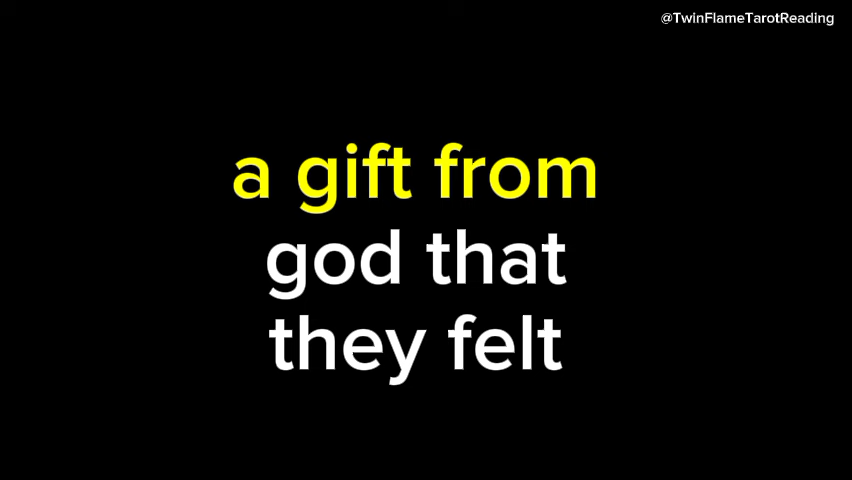 @TwinFlameTarotReading
a gift from
god that
they felt